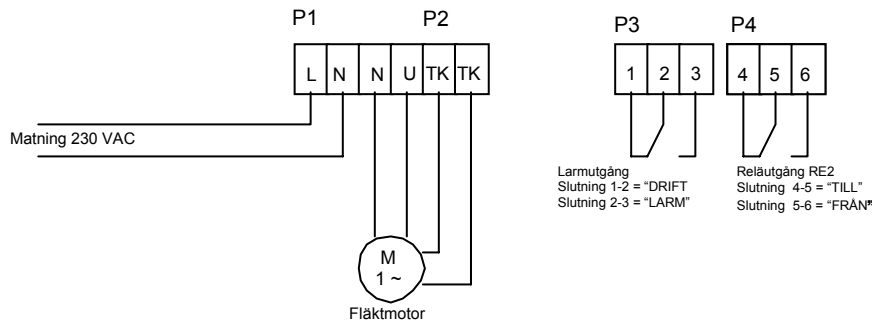 P1 P2 P3 P4
L N N U TK TK 1 2 3 4 5 6
Matning 230 VAC
Larmutgång
Slutning 1-2 = “DRIFT
Slutning 2-3 = “LARM”
Reläutgång RE2
Slutning 4-5 = “TILL”
Slutning 5-6 = “FRÅN”
M
1 ~
Fläktmotor